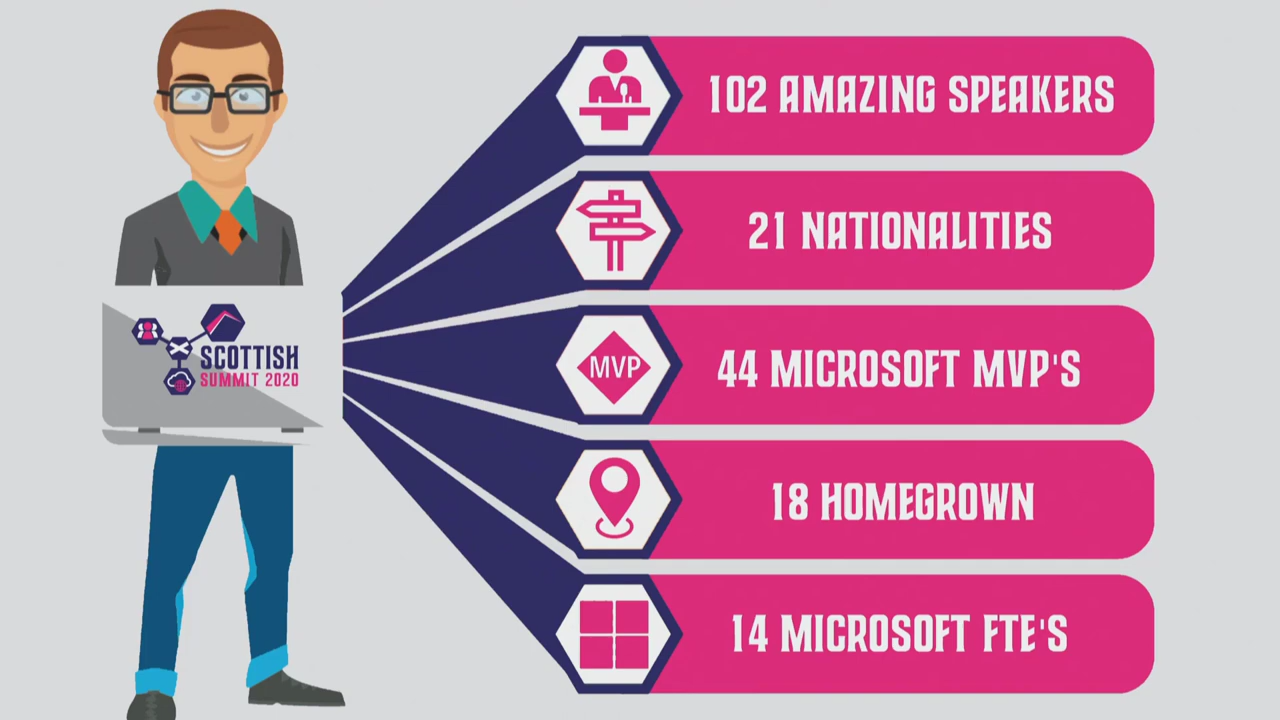 102 AMAZING SPEAKERS
21 NATIONALITIES
MVP
44 MICROSOFT MVP'S
SCOTTISH
SUMMIT 2020
18 HOMEGROWN
14 MICROSOFT FTE'S